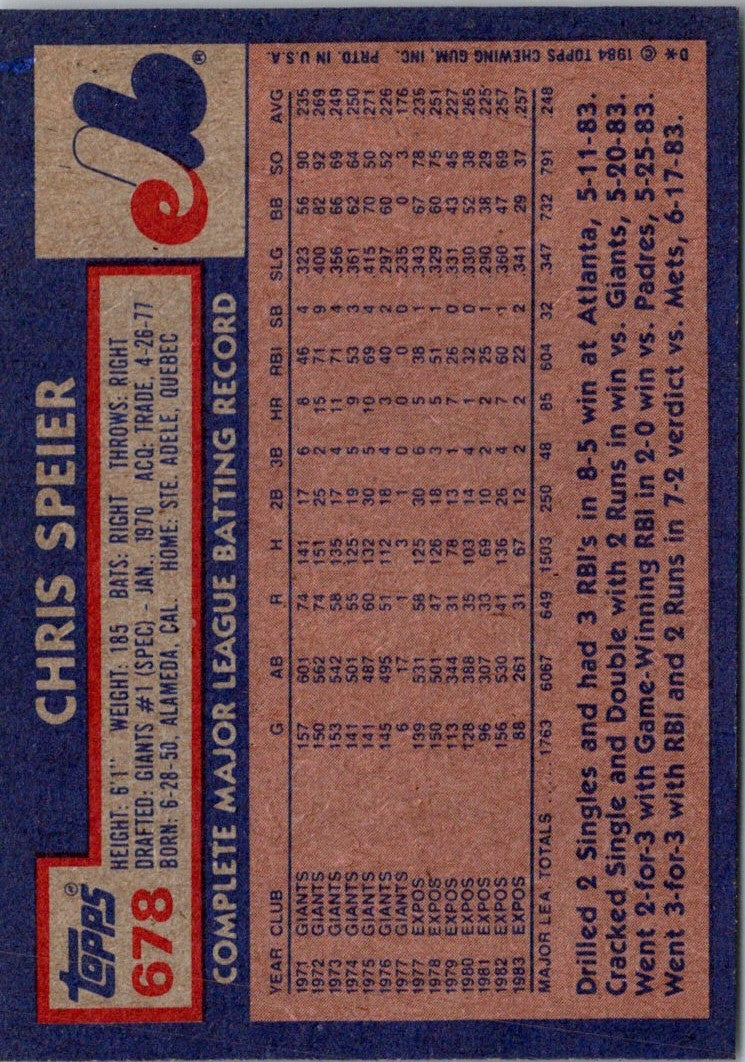 CHRIS SPEIER
TOPPS®
678
HEIGHT: 6'1" WEIGHT: 185 BATS: RIGHT THROWS: RIGHT
DRAFTED: GIANTS #1 (SPEC) - JAN. 1970 ACQ: TRADE, 4-26-77
BORN: 6-28-50, ALAMEDA, CAL. HOME: STE. ADELE, QUEBEC
®
COMPLETE MAJOR LEAGUE BATTING RECORD
YEAR CLUB G AB R H 2B 3B HR RBI SB SLG BB SO AVG
1971 GIANTS 157 601 74 141 17 6 8 46 4 .323 56 90 .235
1972 GIANTS 150 562 74 151 25 2 15 71 9 .400 82 92 .269
1973 GIANTS 153 542 58 135 17 4 11 71 4 .356 66 69 .249
1974 GIANTS 141 501 55 125 19 5 9 53 3 .361 62 64 .250
1975 GIANTS 141 487 60 132 30 5 10 69 4 .415 70 50 .271
1976 GIANTS 145 495 51 112 18 4 3 40 2 .297 60 52 .226
1977 GIANTS 6 17 1 3 1 0 0 0 0 .235 0 3 .176
1977 EXPOS 139 531 58 125 30 6 5 38 1 .343 67 78 .235
1978 EXPOS 150 501 47 126 18 3 5 51 1 .329 60 75 .251
1979 EXPOS 113 344 31 78 13 1 7 26 0 .331 43 45 .227
1980 EXPOS 128 388 35 103 14 4 1 32 0 .330 52 38 .265
1981 EXPOS 96 307 33 69 10 2 2 25 1 .290 38 29 .225
1982 EXPOS 156 530 41 136 26 4 7 60 1 .360 47 69 .257
1983 EXPOS 88 261 31 67 12 2 2 22 2 .341 29 37 .257
MAJOR LEA. TOTALS ..... 1763 6067 649 1503 250 48 85 604 32 .347 732 791 .248
Drilled 2 Singles and had 3 RBI's in 8-5 win at Atlanta, 5-11-83.
Cracked Single and Double with 2 Runs in win vs. Giants, 5-20-83.
Went 2-for-3 with Game-Winning RBI in 2-0 win vs. Padres, 5-25-83.
Went 3-for-3 with RBI and 2 Runs in 7-2 verdict vs. Mets, 6-17-83.
D* © 1984 TOPPS CHEWING GUM, INC. PRTD. IN U.S.A.